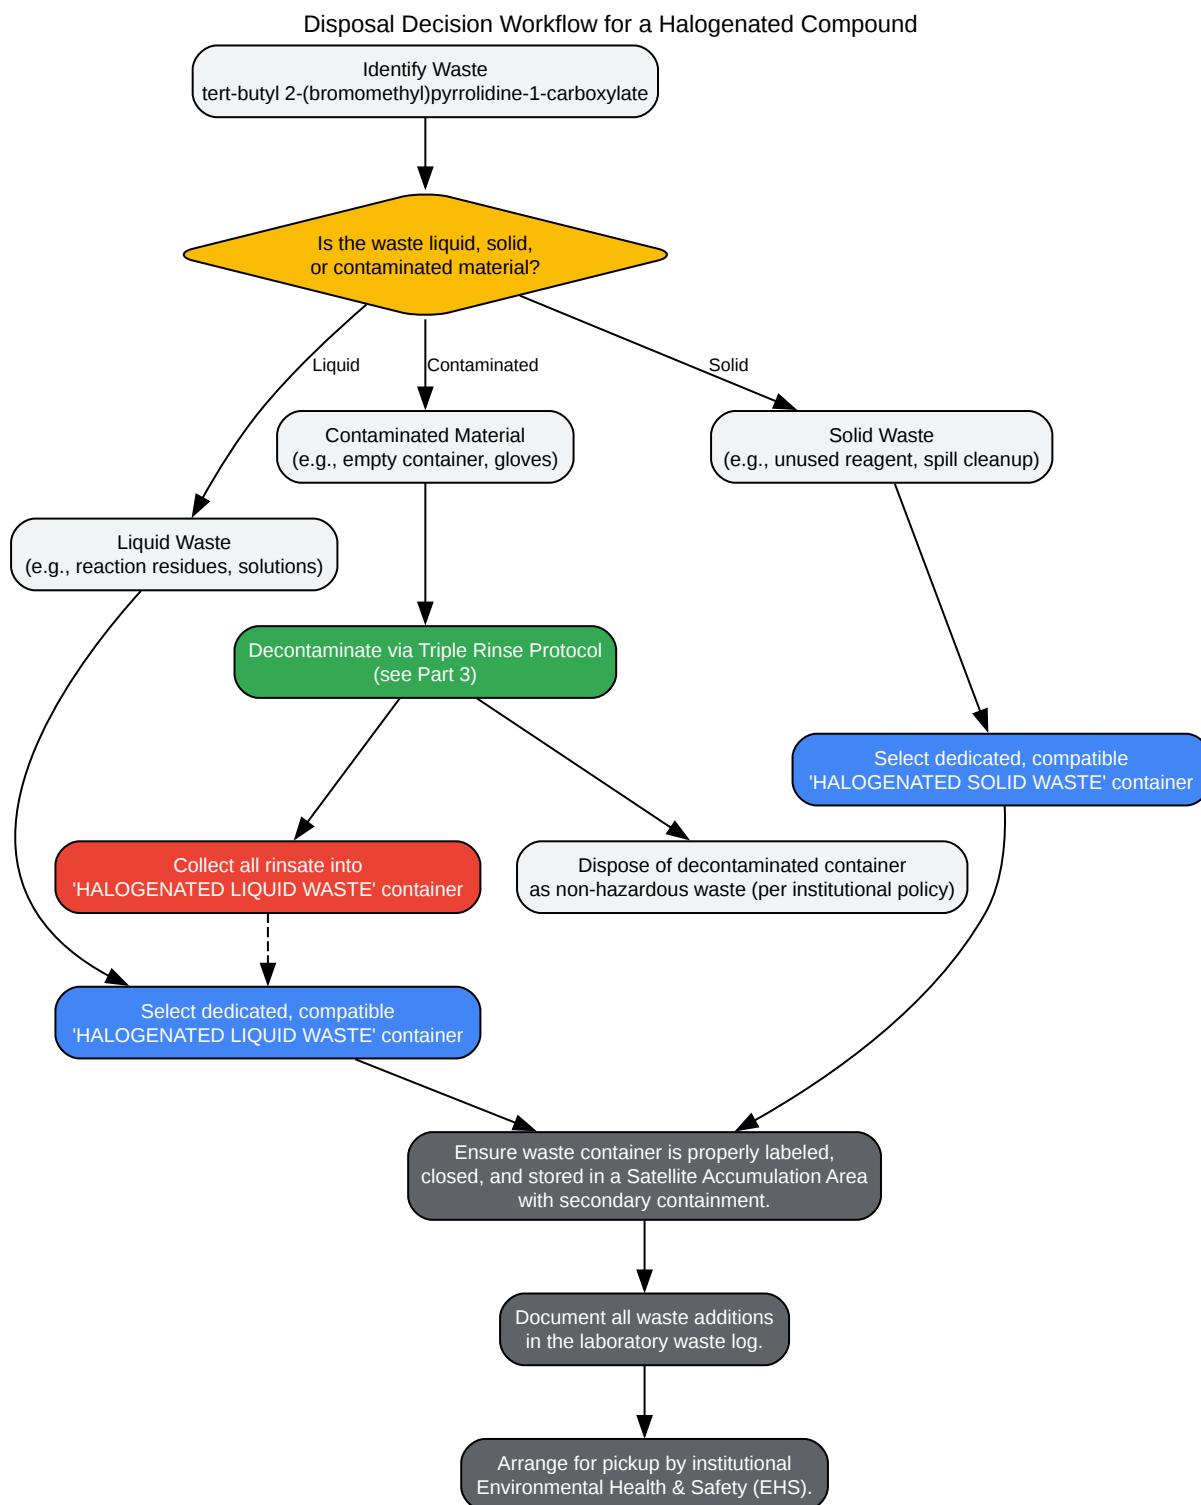 Disposal Decision Workflow for a Halogenated Compound
Identify Waste
tert-butyl 2-(bromomethyl)pyrrolidine-1-carboxylate
Is the waste liquid, solid,
or contaminated material?
Liquid
Contaminated
Solid
Contaminated Material
(e.g., empty container, gloves)
Solid Waste
(e.g., unused reagent, spill cleanup)
Liquid Waste
(e.g., reaction residues, solutions)
Decontaminate via Triple Rinse Protocol
(see Part 3)
Select dedicated, compatible
'HALOGENATED SOLID WASTE' container
Collect all rinsate into
'HALOGENATED LIQUID WASTE' container
Dispose of decontaminated container
as non-hazardous waste (per institutional policy)
Select dedicated, compatible
'HALOGENATED LIQUID WASTE' container
Ensure waste container is properly labeled,
closed, and stored in a Satellite Accumulation Area
with secondary containment.
Document all waste additions
in the laboratory waste log.
Arrange for pickup by institutional
Environmental Health & Safety (EHS).